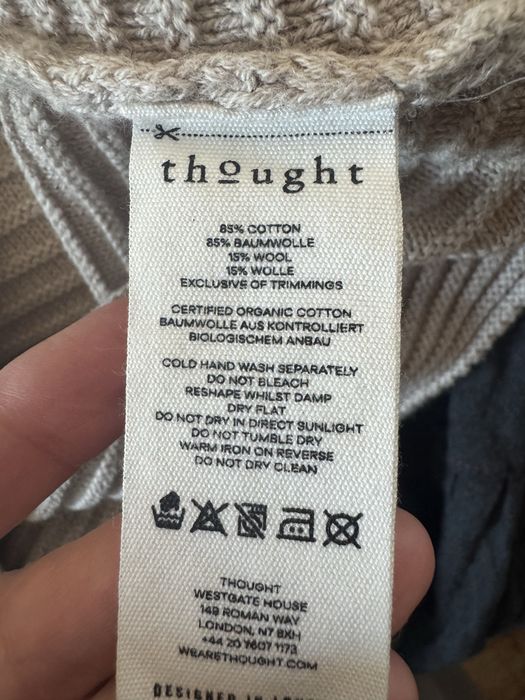 thought
85% COTTON
85% BAUMWOLLE
15% WOOL
15% WOLLE
EXCLUSIVE OF TRIMMINGS
CERTIFIED ORGANIC COTTON
BAUMWOLLE AUS KONTROLLIERT
BIOLOGISCHEM ANBAU
COLD HAND WASH SEPARATELY
DO NOT BLEACH
RESHAPE WHILST DAMP
DRY FLAT
DO NOT DRY IN DIRECT SUNLIGHT
DO NOT TUMBLE DRY
WARM IRON ON REVERSE
DO NOT DRY CLEAN
THOUGHT
WESTGATE HOUSE
149 ROMAN WAY
LONDON, N7 8XH
+44 20 7607 1173
WEARETHOUGHT.COM
DESIGNED IN